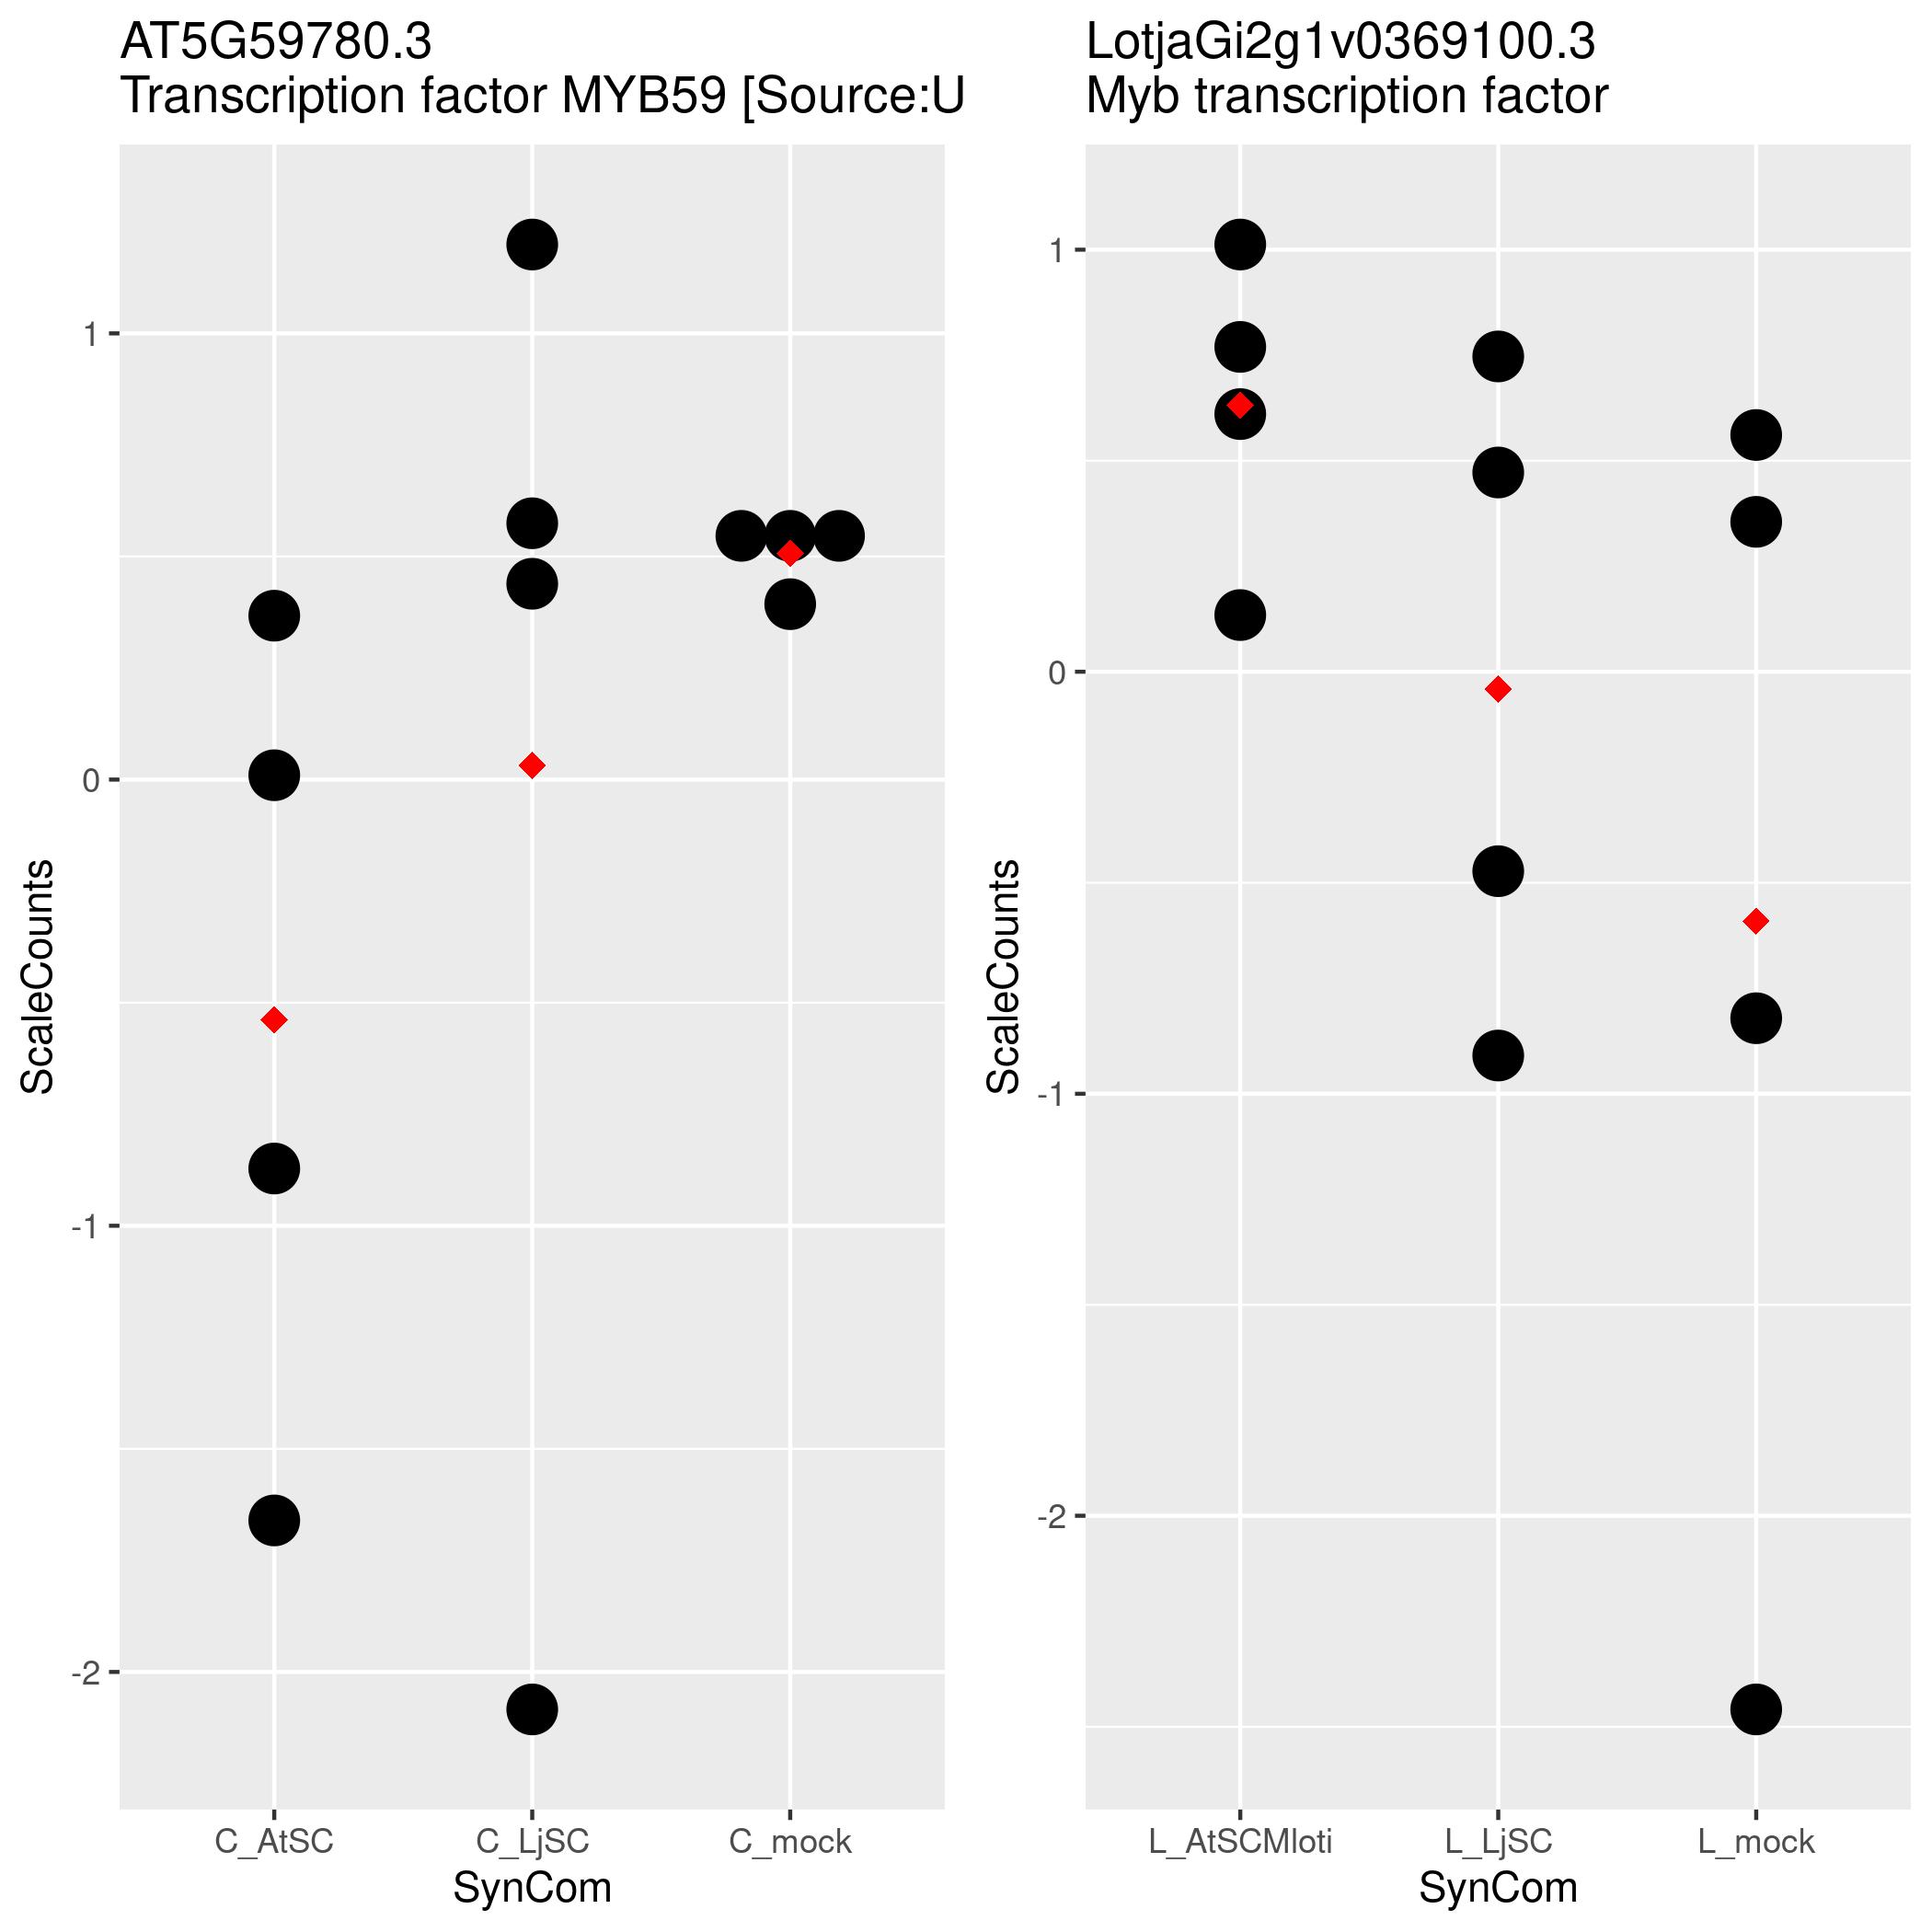 AT5G59780.3
Transcription factor MYB59 [Source:U
ScaleCounts
1
0
-1
-2
C_AtSC
C_LjSC
C_mock
SynCom
LotjaGi2g1v0369100.3
Myb transcription factor
ScaleCounts
1
0
-1
-2
L_AtSCMloti
L_LjSC
L_mock
SynCom